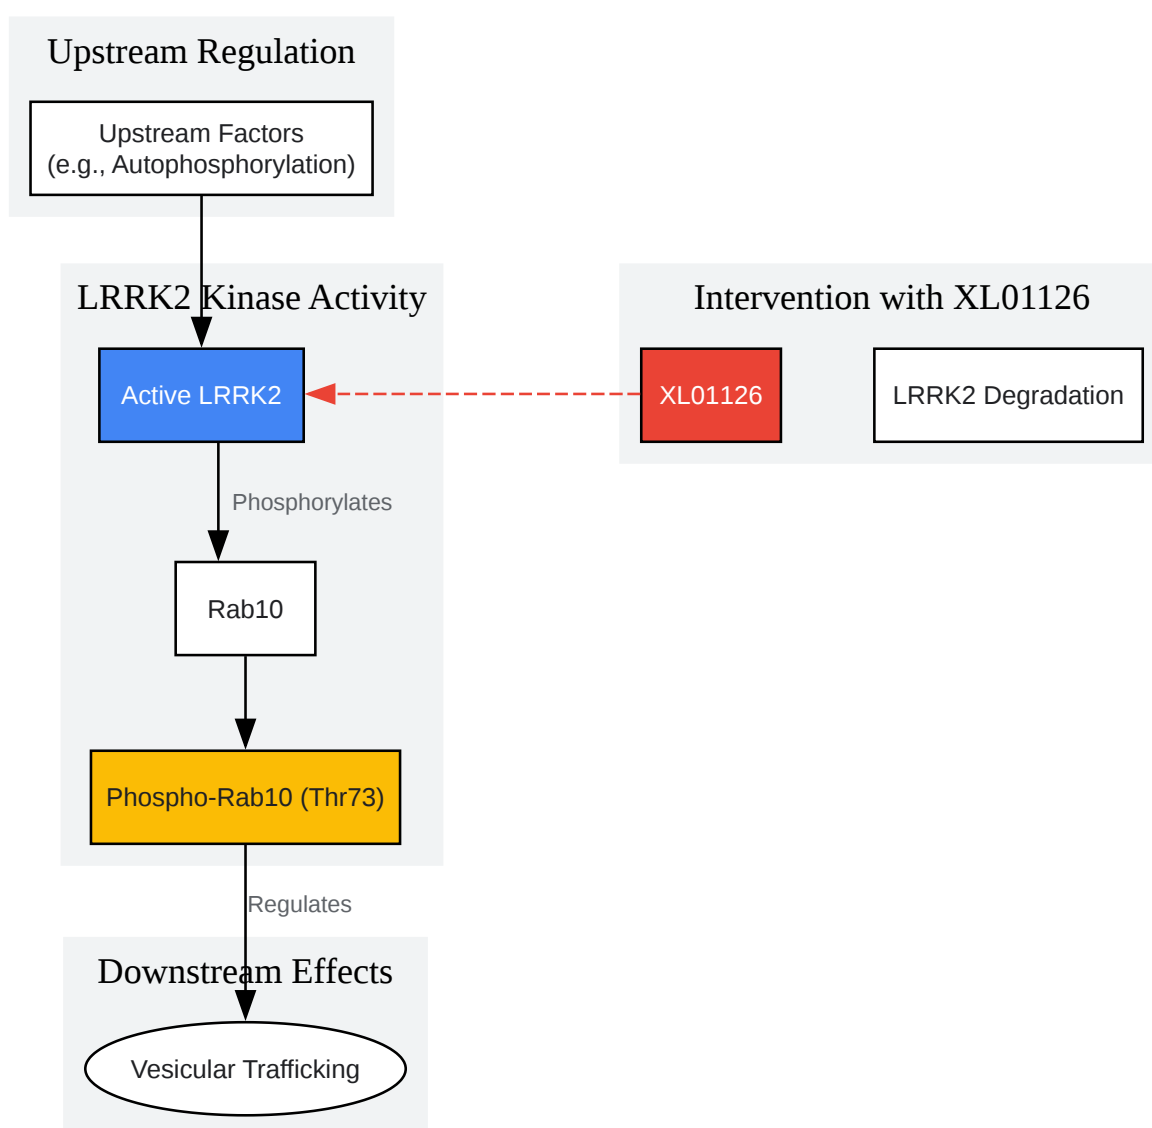 Upstream Regulation
Upstream Factors
(e.g., Autophosphorylation)
LRRK2 Kinase Activity
Intervention with XL01126
Active LRRK2
XL01126
LRRK2 Degradation
Phosphorylates
Rab10
Phospho-Rab10 (Thr73)
Regulates
Downstream Effects
Vesicular Trafficking